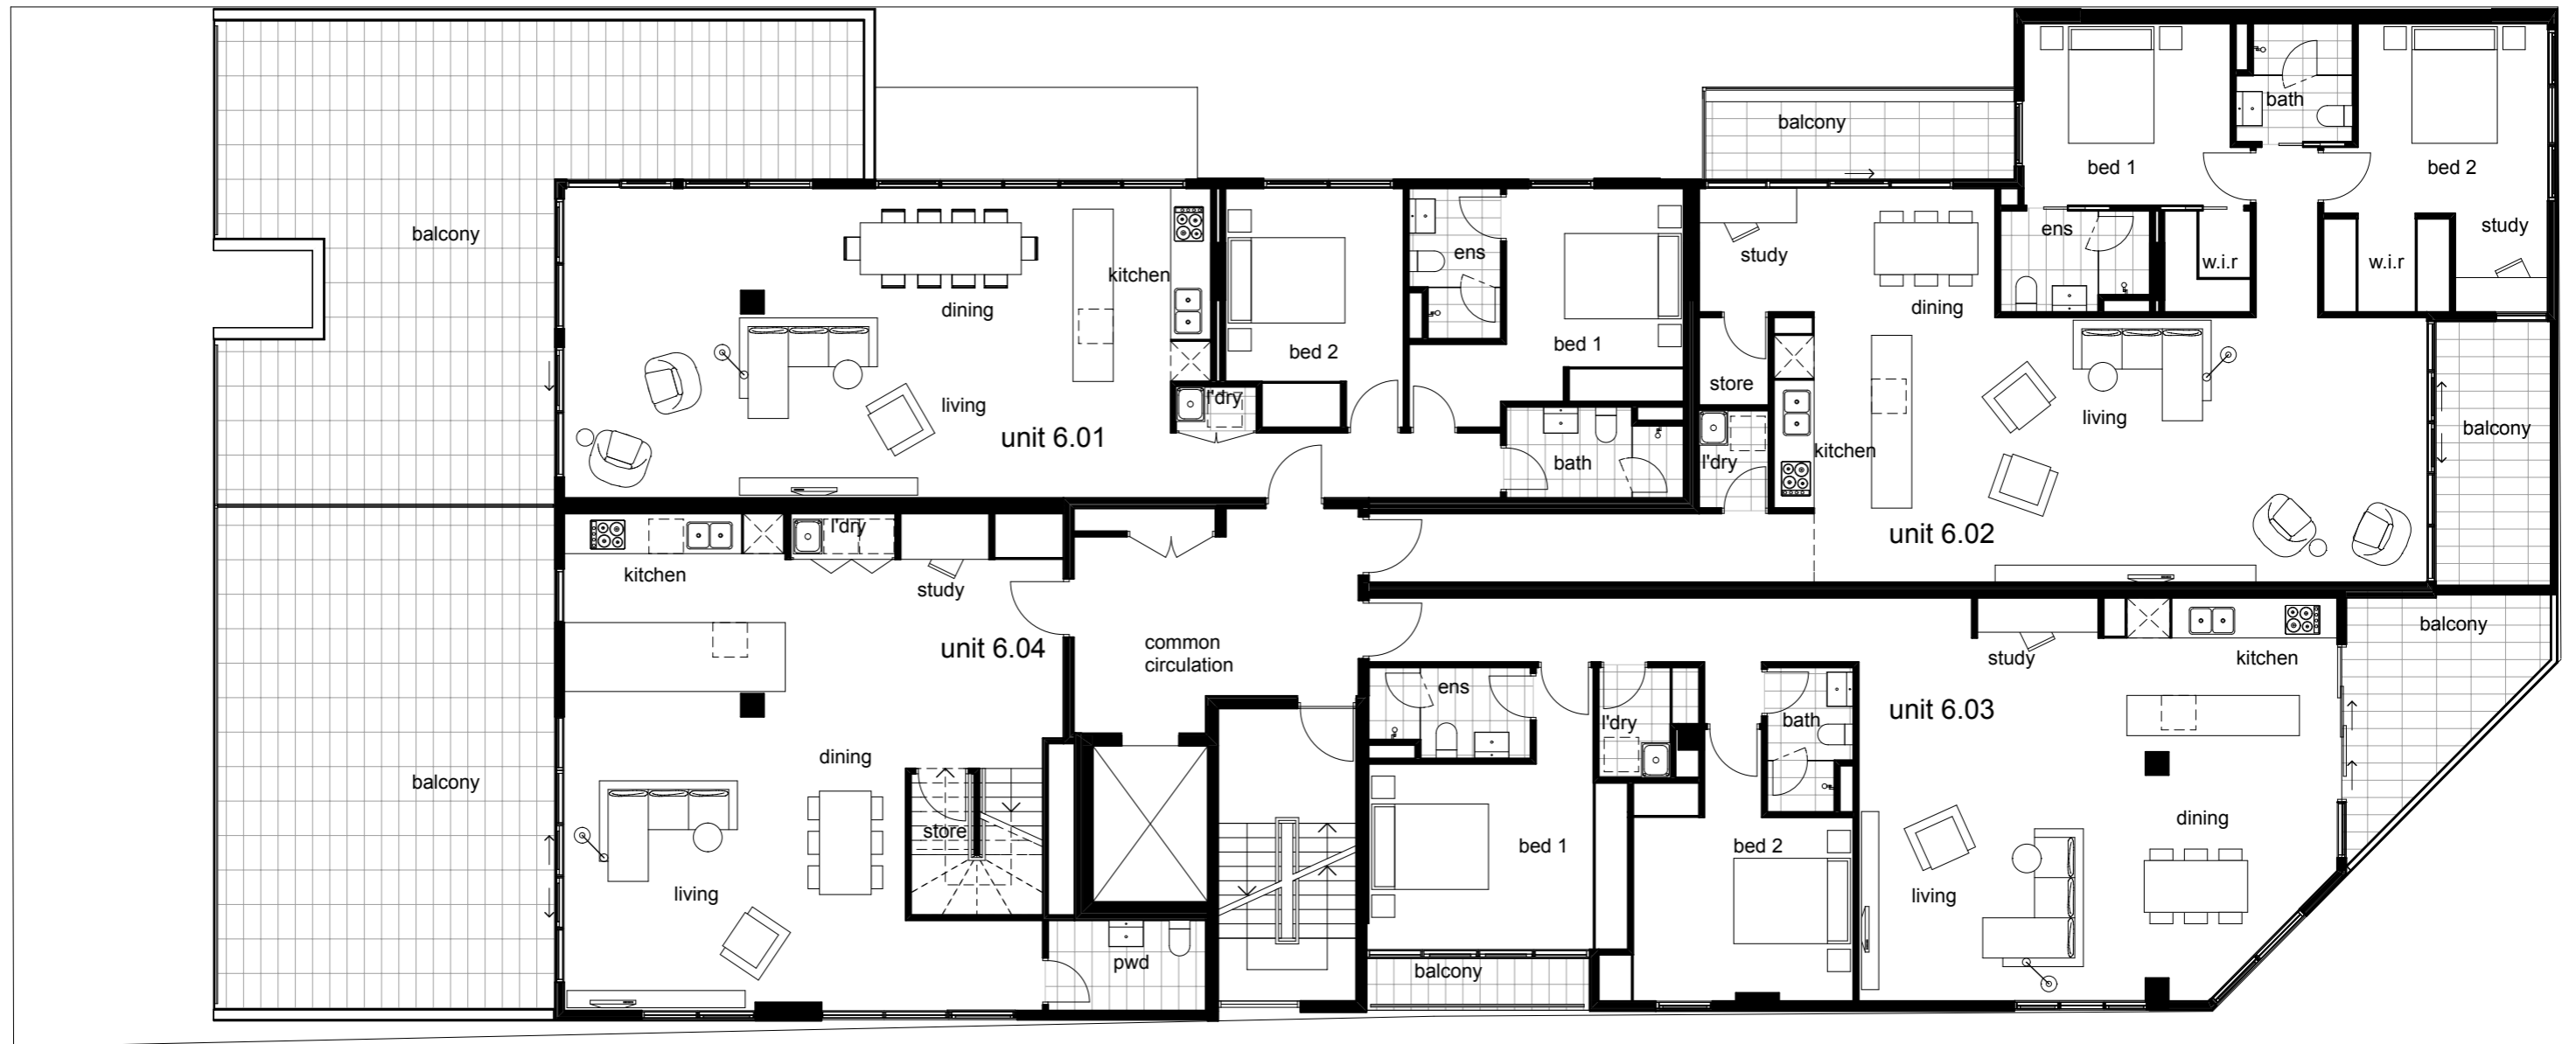 balcony
dining
kitchen
living
unit 6.01
l'dry
bed 2
ens
bed 1
bath
balcony
bed 1
bath
bed 2
study
ens
w.i.r
w.i.r
study
dining
store
living
kitchen
l'dry
unit 6.02
balcony
kitchen
l'dry
study
unit 6.04
balcony
dining
store
living
pwd
common
circulation
ens
l'dry
bath
unit 6.03
study
kitchen
balcony
bed 1
bed 2
balcony
living
dining